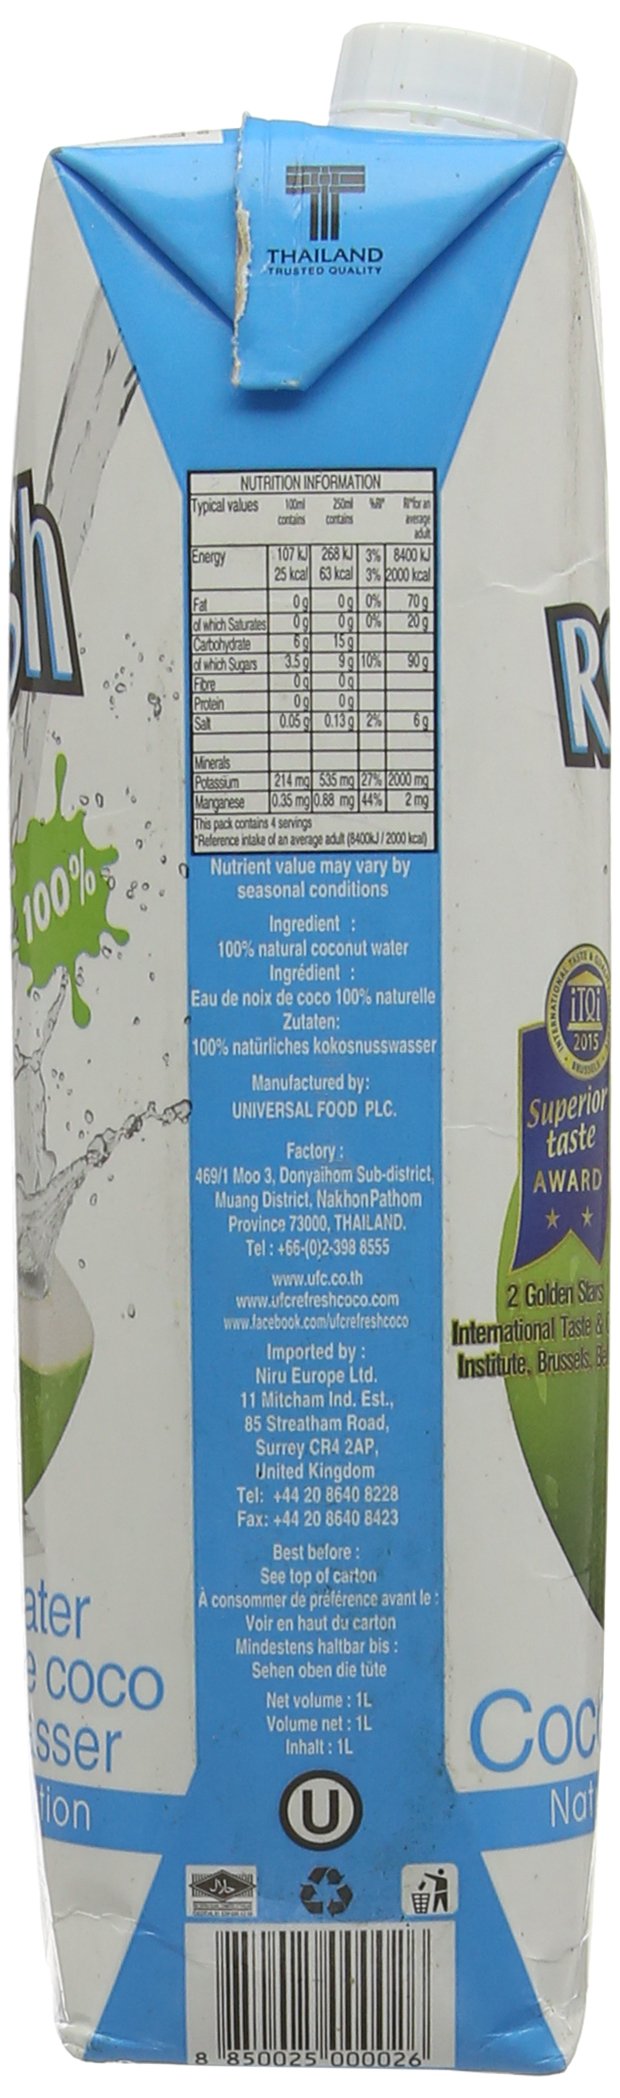 THAILAND
TRUSTED QUALITY
NUTRITION INFORMATION
Typical values 100ml contains 250ml contains %RI* RI*for an average adult
Energy 107 kJ 268 kJ 3% 8400 kJ
25 kcal 63 kcal 3% 2000 kcal
Fat 0 g 0 g 0% 70 g
of which Saturates 0 g 0 g 0% 20 g
Carbohydrate 6 g 15 g
of which Sugars 3.5 g 9 g 10% 90 g
Fibre 0 g 0 g
Protein 0 g 0 g
Salt 0.05 g 0.13 g 2% 6 g
Minerals
Potassium 214 mg 535 mg 27% 2000 mg
Manganese 0.35 mg 0.88 mg 44% 2 mg
This pack contains 4 servings
*Reference intake of an average adult (8400kJ / 2000 kcal)
Nutrient value may vary by
seasonal conditions
Ingredient :
100% natural coconut water
Ingrédient :
Eau de noix de coco 100% naturelle
Zutaten:
100% natürliches kokosnusswasser
Manufactured by:
UNIVERSAL FOOD PLC.
Factory :
469/1 Moo 3, Donyaihom Sub-district,
Muang District, NakhonPathom
Province 73000, THAILAND.
Tel : +66-(0)2-398 8555
www.ufc.co.th
www.ufcrefreshcoco.com
www.facebook.com/ufcrefreshcoco
Imported by :
Niru Europe Ltd.
11 Mitcham Ind. Est.,
85 Streatham Road,
Surrey CR4 2AP,
United Kingdom
Tel: +44 20 8640 8228
Fax: +44 20 8640 8423
Best before :
See top of carton
À consommer de préférence avant le :
Voir en haut du carton
Mindestens haltbar bis :
Sehen oben die tüte
Net volume : 1L
Volume net : 1L
Inhalt : 1L
U
8 850025 000026
sh
100%
ater
e coco
sser
tion
R
iTQi
2015
Superior
taste
AWARD
2 Golden Stars
International Taste &
Institute, Brussels, Be
Coc
Nat